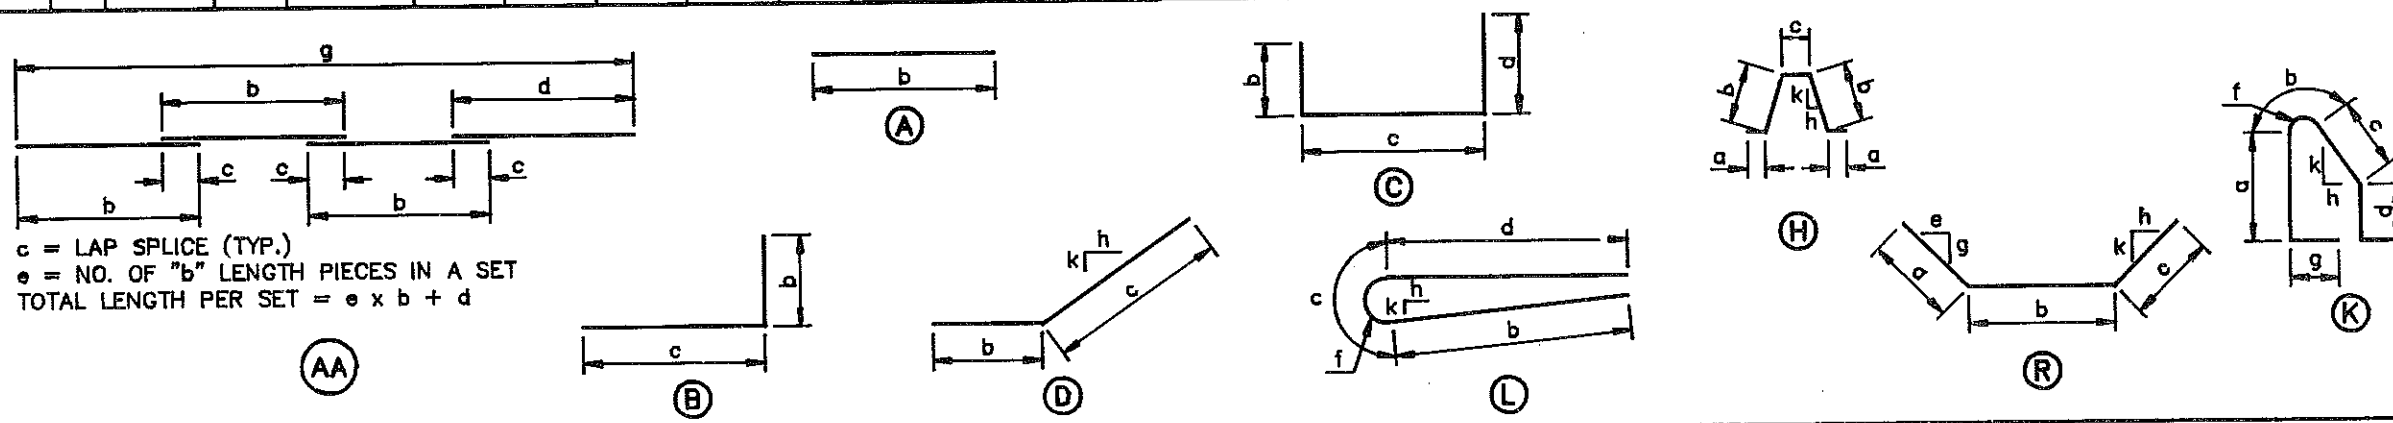 g
b
d
c
c
c
b
b
c = LAP SPLICE (TYP.)
e = NO. OF "b" LENGTH PIECES IN A SET
TOTAL LENGTH PER SET = e x b + d
AA
b
A
b
c
B
b
d
c
C
k
h
c
b
D
d
c
k
h
b
f
L
c
b
d
k
h
a
a
H
e
g
a
b
h
k
c
R
b
f
c
a
k
h
d
g
K